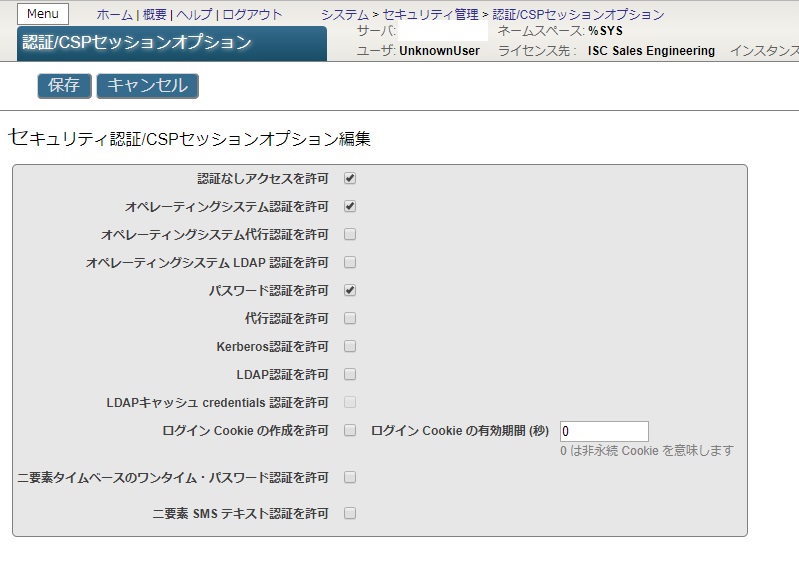 Menu ホーム | 概要 | ヘルプ | ログアウト システム > セキュリティ管理 > 認証/CSPセッションオプション
認証/CSPセッションオプション サーバ: ネームスペース: %SYS
ユーザ: UnknownUser ライセンス先 : ISC Sales Engineering インスタンス
保存 キャンセル
セキュリティ認証/CSPセッションオプション編集
認証なしアクセスを許可
オペレーティングシステム認証を許可
オペレーティングシステム代行認証を許可
オペレーティングシステム LDAP 認証を許可
パスワード認証を許可
代行認証を許可
Kerberos認証を許可
LDAP認証を許可
LDAPキャッシュ credentials 認証を許可
ログイン Cookie の作成を許可 ログイン Cookie の有効期間 (秒) 0
0 は非永続 Cookie を意味します
二要素タイムベースのワンタイム・パスワード認証を許可
二要素 SMS テキスト認証を許可